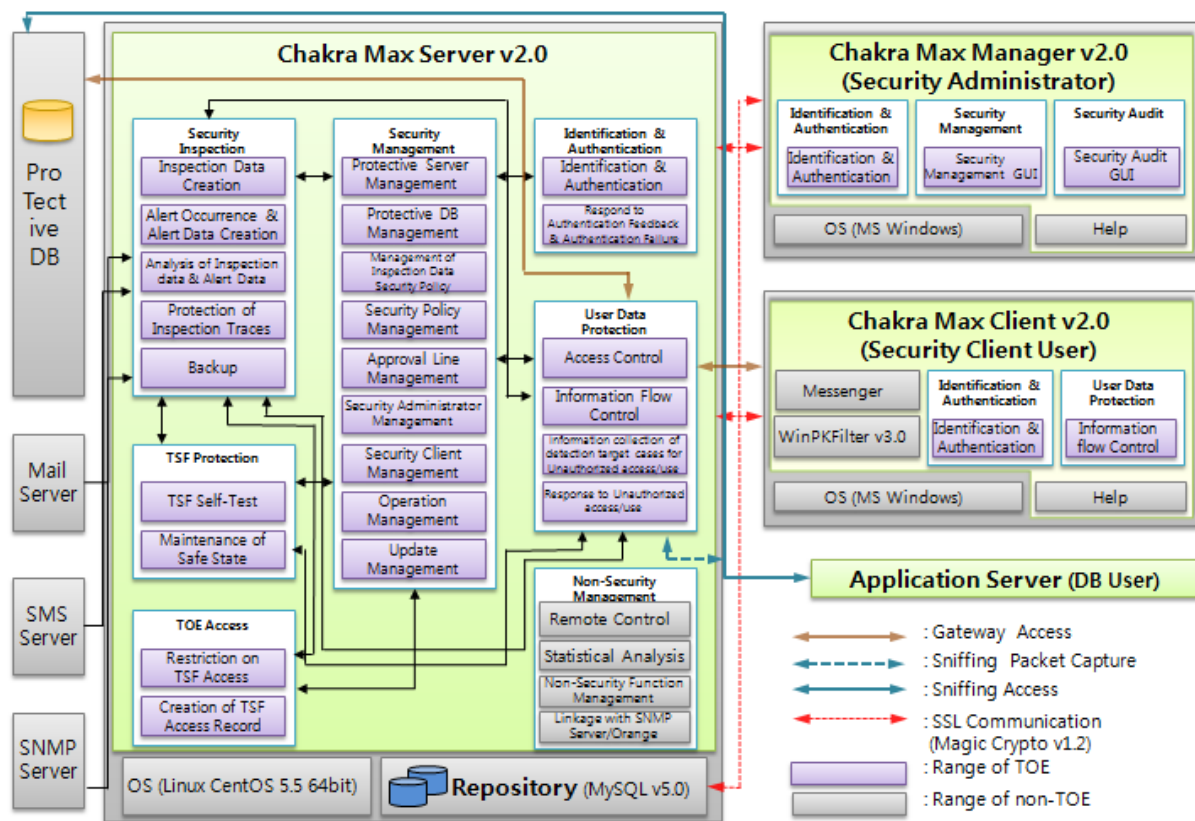 Pro
Tect
ive
DB
Mail
Server
SMS
Server
SNMP
Server
Chakra Max Server v2.0
Security
Inspection
Inspection Data
Creation
Alert Occurrence &
Alert Data Creation
Analysis of Inspection
data & Alert Data
Protection of
Inspection Traces
Backup
TSF Protection
TSF Self-Test
Maintenance of
Safe State
TOE Access
Restriction on
TSF Access
Creation of TSF
Access Record
Security
Management
Protective Server
Management
Protective DB
Management
Management of
Inspection Data
Security Policy
Security Policy
Management
Approval Line
Management
Security Administrator
Management
Security Client
Management
Operation
Management
Update
Management
Identification &
Authentication
Identification &
Authentication
Respond to
Authentication Feedback
& Authentication Failure
User Data
Protection
Access Control
Information Flow
Control
Information collection of
detection target cases for
Unauthorized access/use
Response to Unauthorized
access/use
Non-Security
Management
Remote Control
Statistical Analysis
Non-Security Function
Management
Linkage with SNMP
Server/Orange
OS (Linux CentOS 5.5 64bit)
Repository (MySQL v5.0)
Chakra Max Manager v2.0
(Security Administrator)
Identification &
Authentication
Identification &
Authentication
Security
Management
Security
Management GUI
Security Audit
Security Audit
GUI
OS (MS Windows)
Help
Chakra Max Client v2.0
(Security Client User)
Messenger
WinPKFilter v3.0
Identification &
Authentication
Identification &
Authentication
User Data
Protection
Information
flow Control
OS (MS Windows)
Help
Application Server (DB User)
: Gateway Access
: Sniffing Packet Capture
: Sniffing Access
: SSL Communication
(Magic Crypto v1.2)
: Range of TOE
: Range of non-TOE